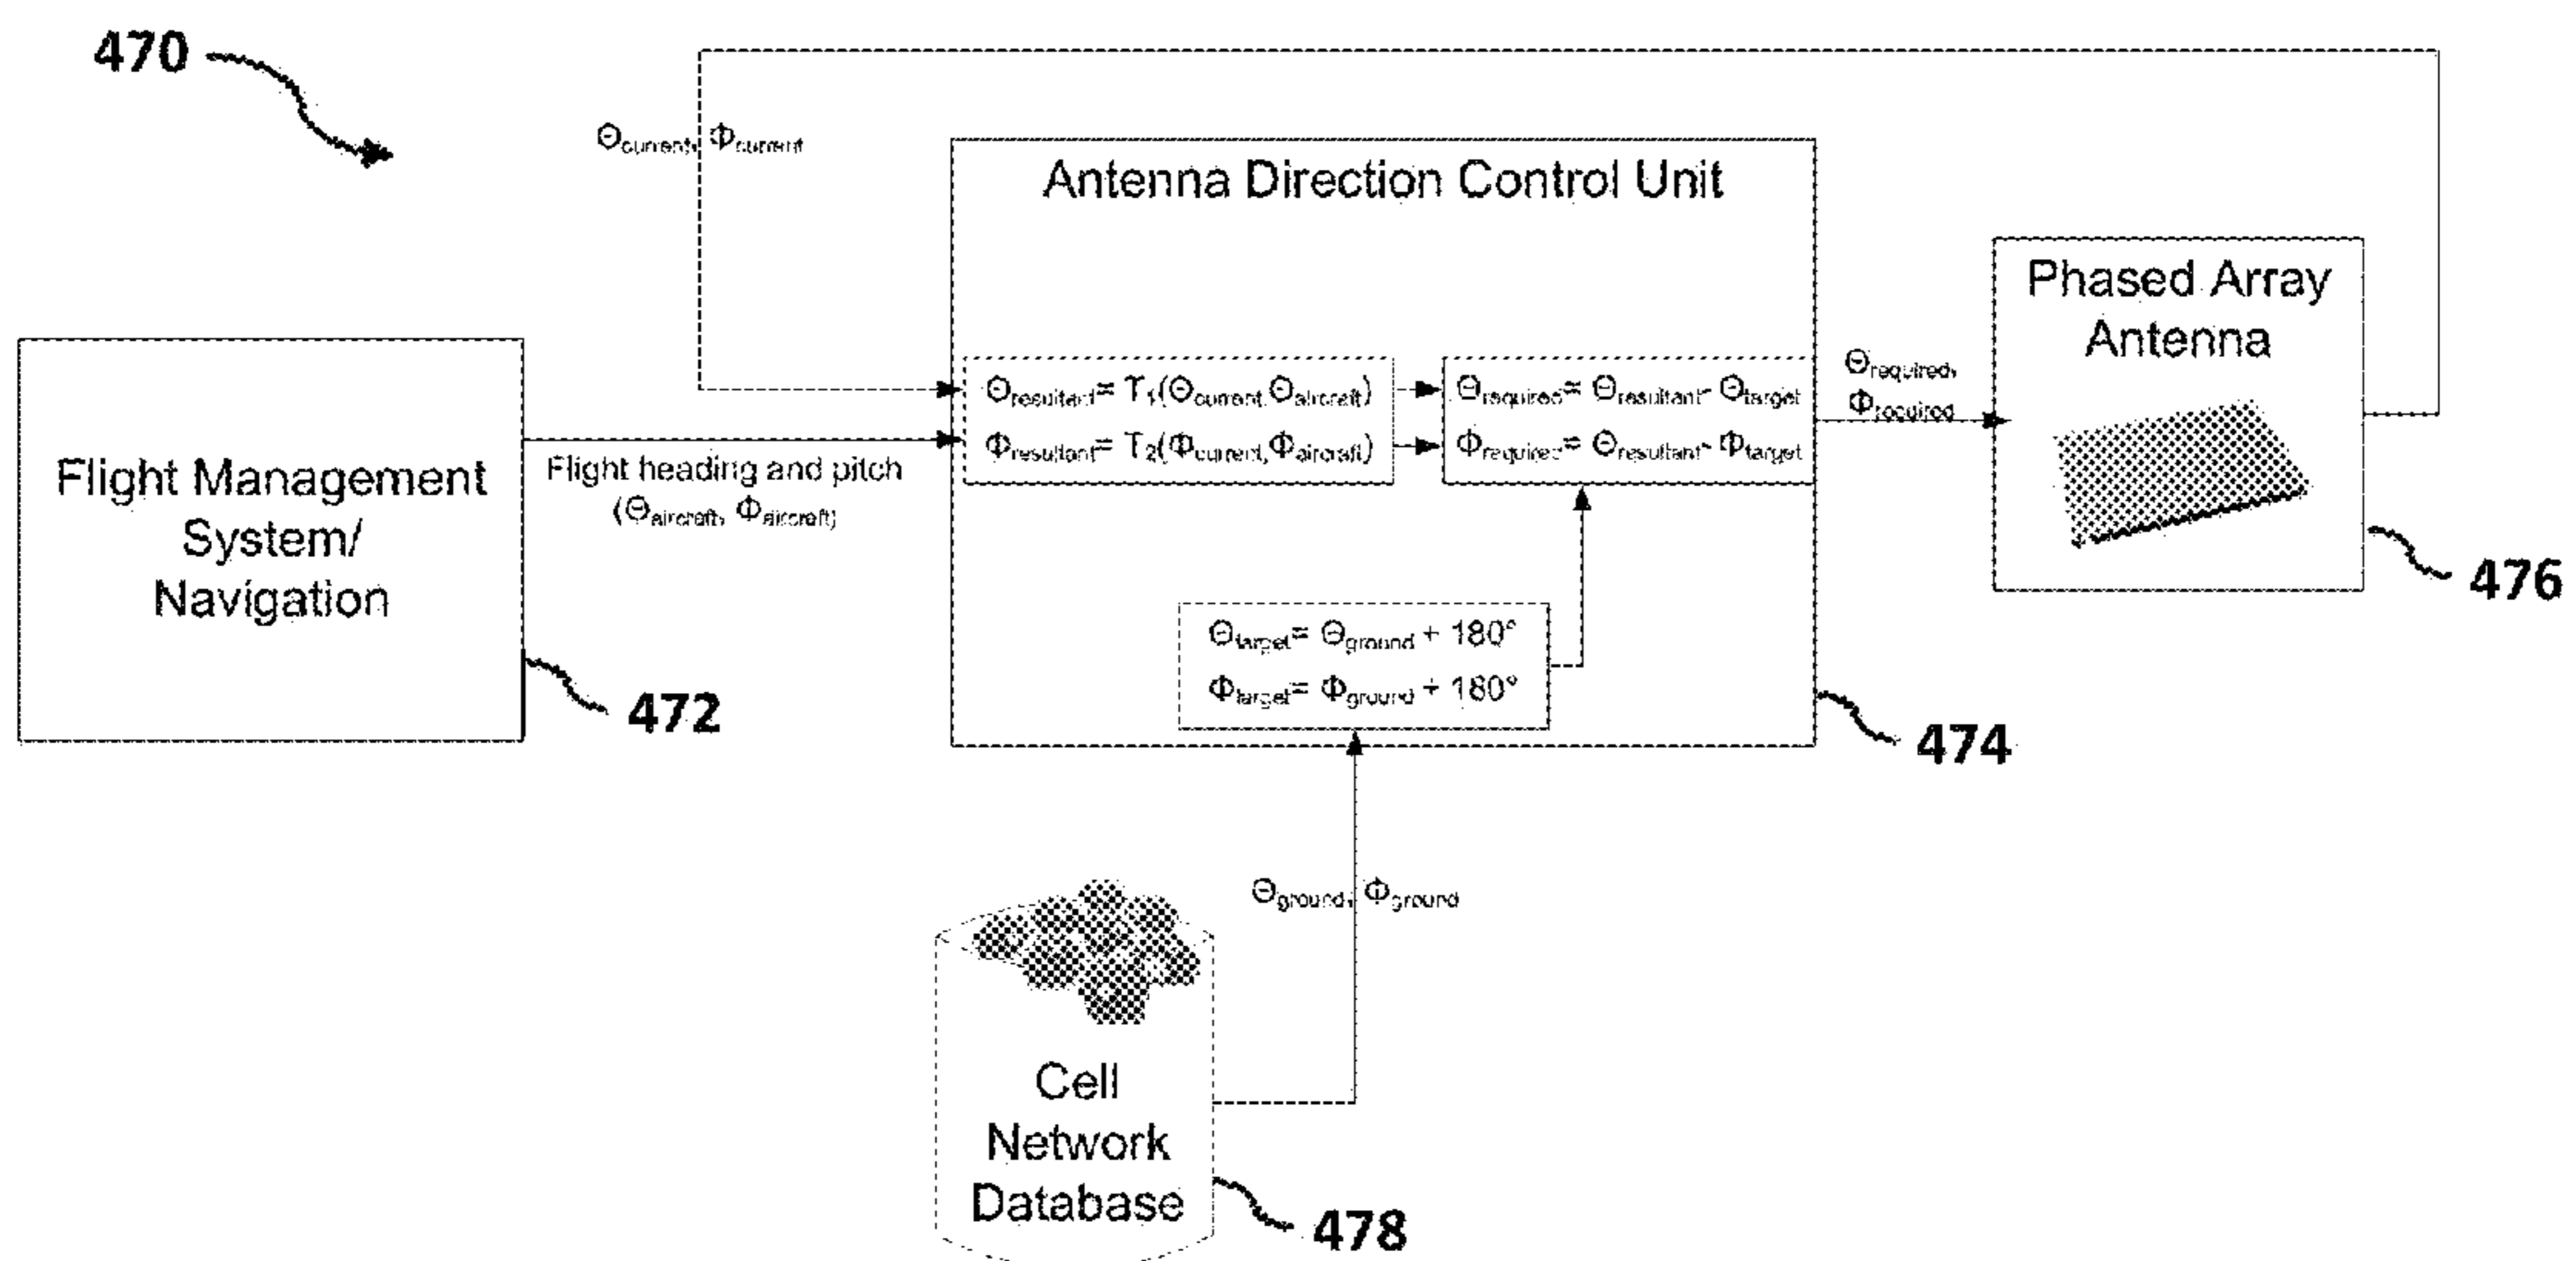 470
Θcurrent, Φcurrent
Antenna Direction Control Unit
Phased Array
Antenna
Θresultant= T1(Θcurrent,Θaircraft)
Φresultant= T2(Φcurrent,Φaircraft)
Θrequired= Θresultant- Θtarget
Φrequired= Θresultant- Φtarget
Θrequired,
Φrequired
Flight Management
System/
Navigation
Flight heading and pitch
(Θaircraft, Φaircraft)
476
Θtarget= Θground + 180°
Φtarget= Φground + 180°
472
474
Θground, Φground
Cell
Network
Database
478